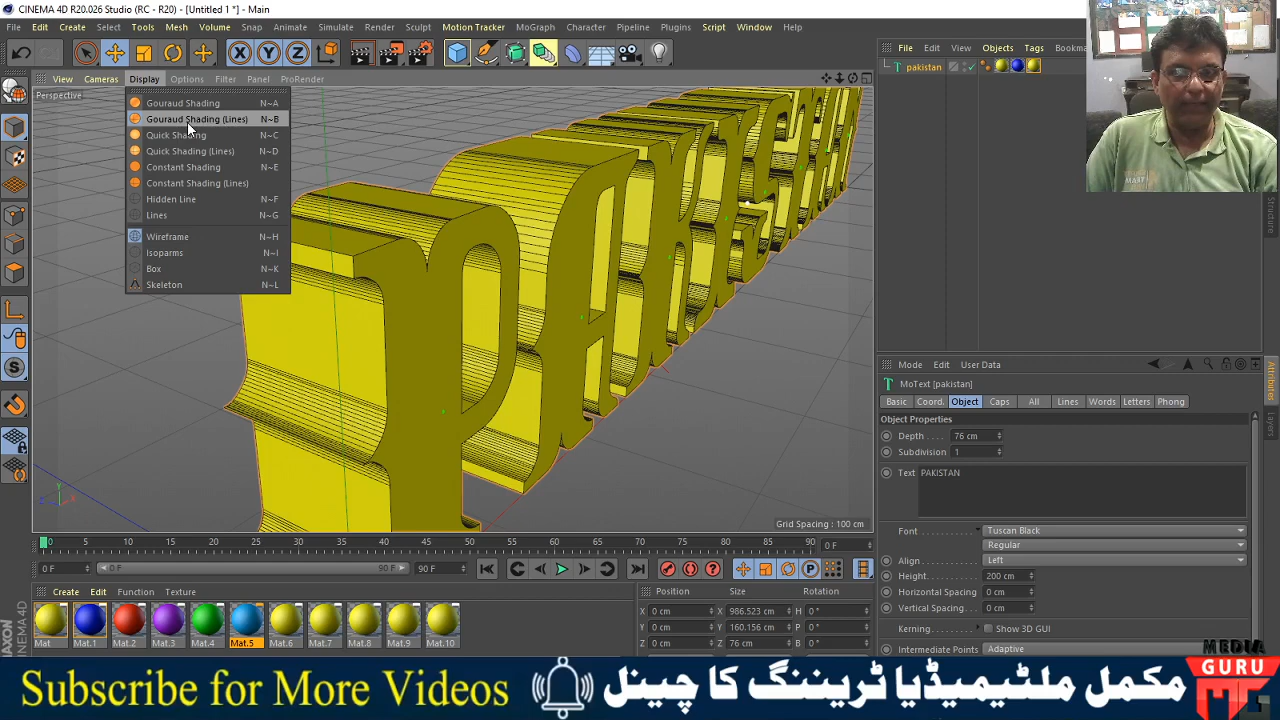 CINEMA 4D R20.026 Studio (RC - R20) - [Untitled 1 *] - Main
Edit Create Select Tools Mesh Volume Snap Animate Simulate Render Sculpt Motion Tracker Character Pipeline Plugins Script Window Help
View Cameras Display Options Filter Panel ProRender
Perspective
Gouraud Shading N~A
Gouraud Shading (Lines) N~B
Quick Shading N~C
Quick Shading (Lines) N~D
Constant Shading N~E
Constant Shading (Lines) N~F
Hidden Line N~F
Lines N~G
Wireframe N~H
Isoparms N~I
Box N~K
Skeleton N~L
PAKISTAN
Grid Spacing : 100 cm
File Edit View Objects Tags Bookma
pakistan
Structure
Mode Edit User Data
MoText [pakistan]
Basic Coord. Object Caps All Lines Words Letters Phong
Object Properties
Depth 76 cm
Subdivision 1
Text PAKISTAN
Font Tuscan Black
Regular
Align Left
Height 200 cm
Horizontal Spacing 0 cm
Vertical Spacing 0 cm
Kerning Show 3D GUI
Intermediate Points Adaptive
Attributes
Layers
0 5 10 15 20 25 30 35 40 45 50 55 60 65 70 75 80 85 90 0 F
0 F 0 F 90 F 90 F
Create Edit Function Texture
Mat Mat.1 Mat.2 Mat.3 Mat.4 Mat.5 Mat.6 Mat.7 Mat.8 Mat.9 Mat.10
Position Size Rotation
X 0 cm X 986.523 cm H 0 °
Y 0 cm Y 160.156 cm P 0 °
Z 0 cm Z 76 cm B 0 °
Subscribe for More Videos
مکمل ملٹیمیڈیا ٹریننگ کا چینل
MEDIA
GURU
MG